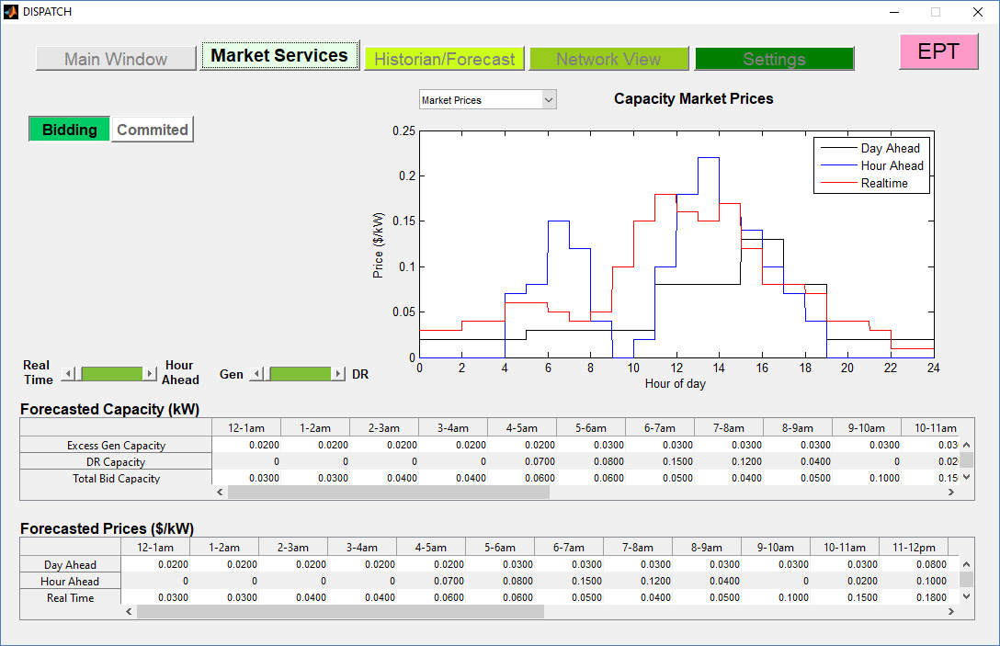 DISPATCH
Main Window Market Services Historian/Forecast Network View Settings EPT
Market Prices Capacity Market Prices
Bidding Commited
0.25
0.2
0.15
0.1
0.05
0
Price ($/kW)
Day Ahead
Hour Ahead
Realtime
0 2 4 6 8 10 12 14 16 18 20 22 24
Hour of day
Real Time Hour Ahead Gen DR
Forecasted Capacity (kW)
12-1am 1-2am 2-3am 3-4am 4-5am 5-6am 6-7am 7-8am 8-9am 9-10am 10-11am
Excess Gen Capacity 0.0200 0.0200 0.0200 0.0200 0.0200 0.0300 0.0300 0.0300 0.0300 0.0300 0.03
DR Capacity 0 0 0 0 0.0700 0.0800 0.1500 0.1200 0.0400 0 0.02
Total Bid Capacity 0.0300 0.0300 0.0400 0.0400 0.0600 0.0600 0.0500 0.0400 0.0500 0.1000 0.15
Forecasted Prices ($/kW)
12-1am 1-2am 2-3am 3-4am 4-5am 5-6am 6-7am 7-8am 8-9am 9-10am 10-11am 11-12pm
Day Ahead 0.0200 0.0200 0.0200 0.0200 0.0200 0.0300 0.0300 0.0300 0.0300 0.0300 0.0300 0.0800
Hour Ahead 0 0 0 0 0.0700 0.0800 0.1500 0.1200 0.0400 0 0.0200 0.1000
Real Time 0.0300 0.0300 0.0400 0.0400 0.0600 0.0600 0.0500 0.0400 0.0500 0.1000 0.1500 0.1800